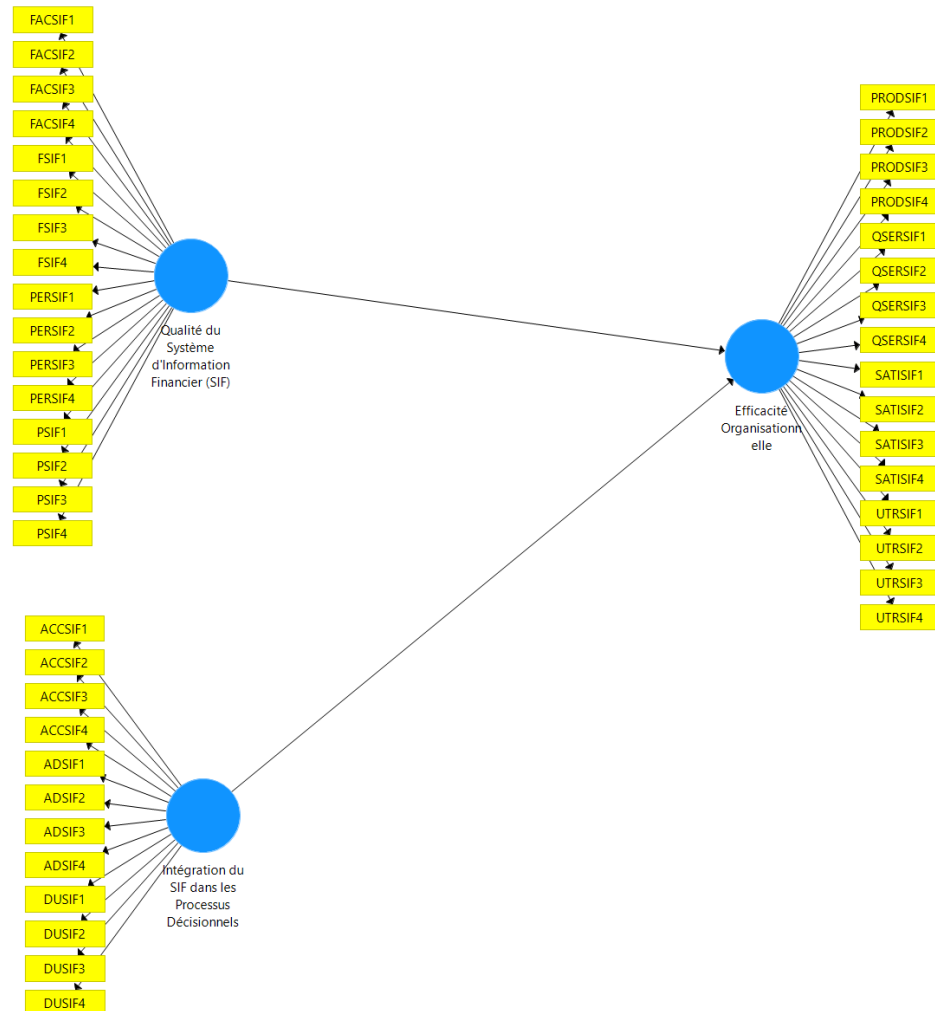 FACSIF1
FACSIF2
FACSIF3
FACSIF4
FSIF1
FSIF2
FSIF3
FSIF4
PERSIF1
PERSIF2
PERSIF3
PERSIF4
PSIF1
PSIF2
PSIF3
PSIF4
Qualité du
Système
d'Information
Financier (SIF)
PRODSIF1
PRODSIF2
PRODSIF3
PRODSIF4
QSERSIF1
QSERSIF2
QSERSIF3
QSERSIF4
SATISIF1
SATISIF2
SATISIF3
SATISIF4
UTRSIF1
UTRSIF2
UTRSIF3
UTRSIF4
Efficacité
Organisationn
elle
ACCSIF1
ACCSIF2
ACCSIF3
ACCSIF4
ADSIF1
ADSIF2
ADSIF3
ADSIF4
DUSIF1
DUSIF2
DUSIF3
DUSIF4
Intégration du
SIF dans les
Processus
Décisionnels